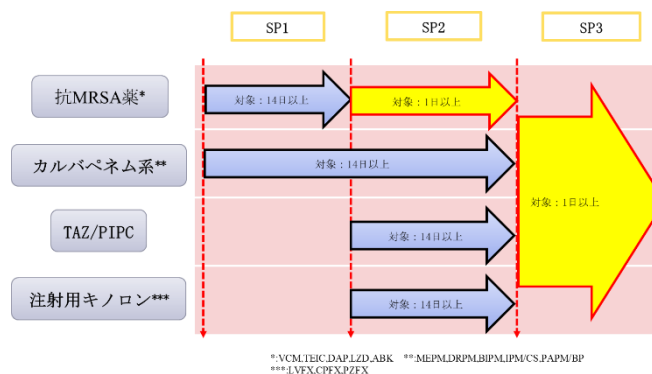 SP1 SP2 SP3
抗MRSA薬* 対象：14日以上 対象：1日以上
カルバペネム系** 対象：14日以上
対象：1日以上
TAZ/PIPC 対象：14日以上
注射用キノロン*** 対象：14日以上
*:VCM,TEIC,DAP,LZD,ABK **:MEPM,DRPM,BIPM,IPM/CS,PAPM/BP
***:LVFX,CPFX,PZFX